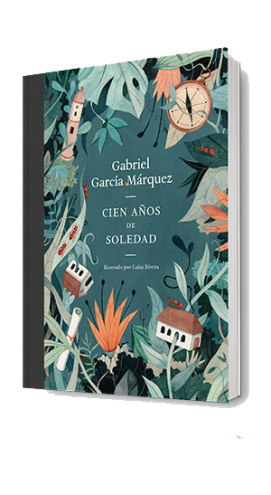 Gabriel
García Márquez
CIEN AÑOS
DE
SOLEDAD
Ilustrado por Luisa Rivera